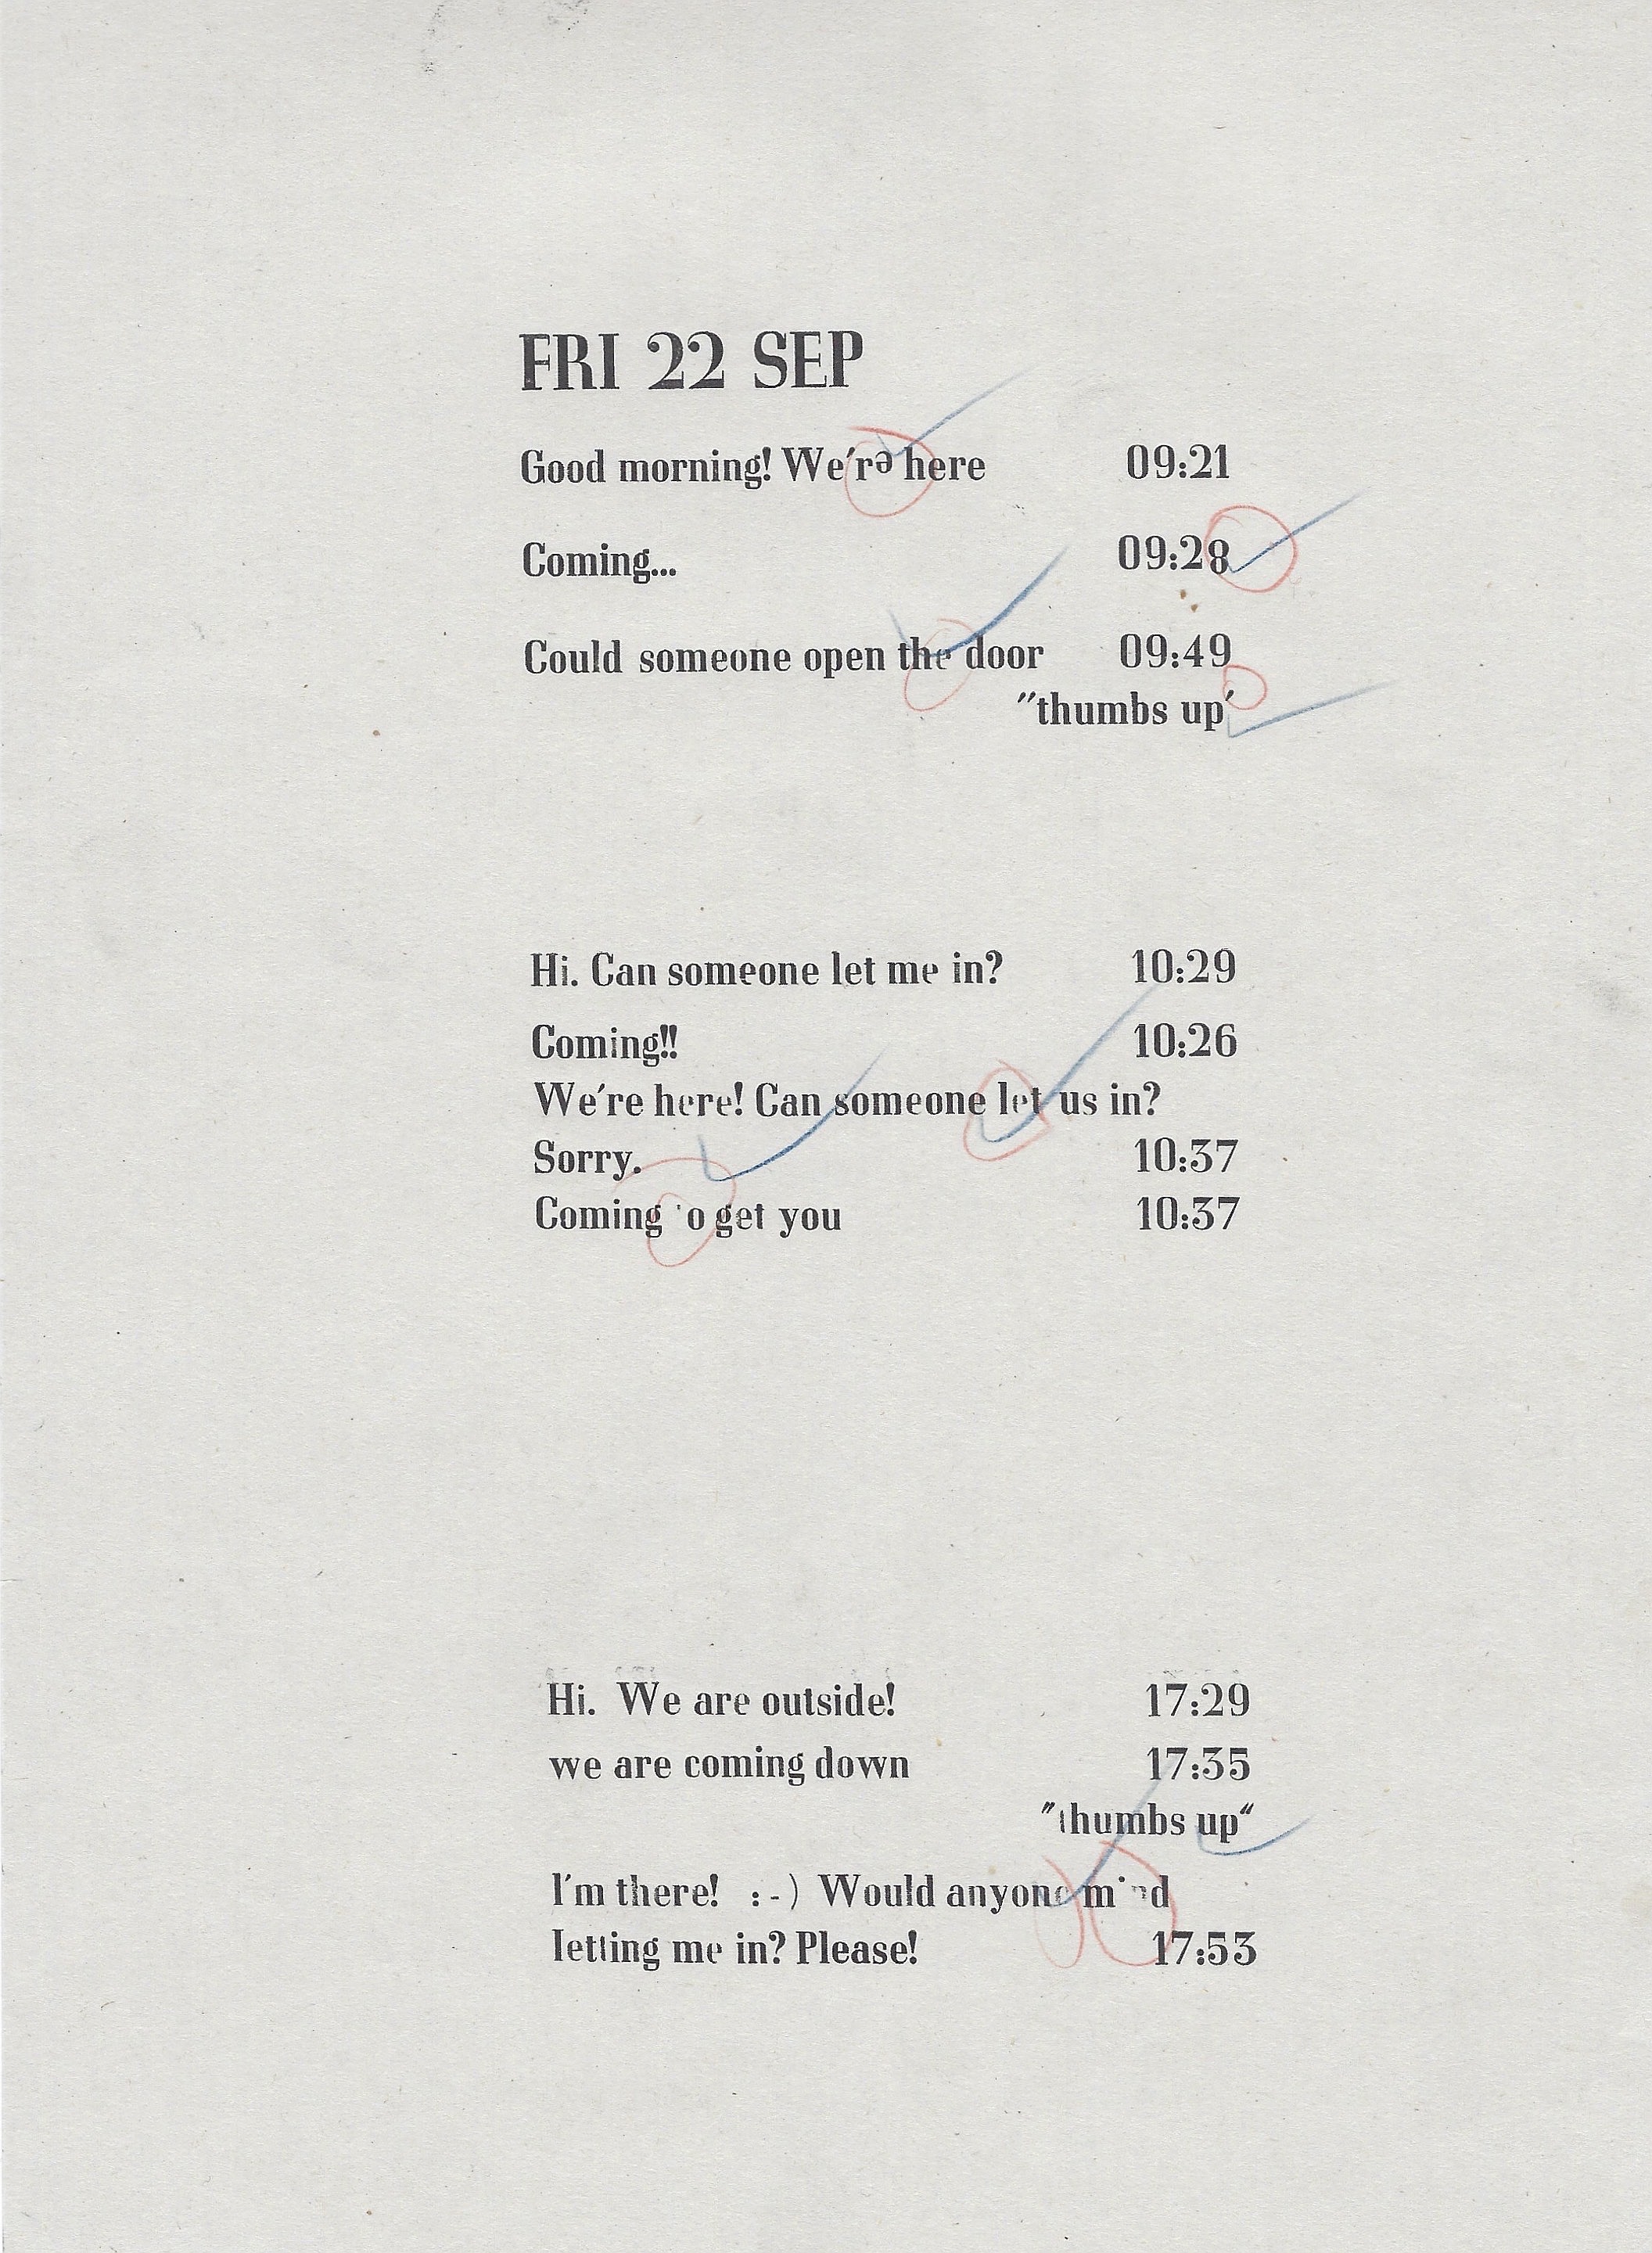 FRI 22 SEP
Good morning! We'rə here 09:21
Coming... 09:28
Could someone open the door 09:49
"thumbs up'
Hi. Can someone let me in? 10:29
Coming!! 10:26
We're here! Can someone let us in?
Sorry. 10:37
Coming 'o get you 10:37
Hi. We are outside! 17:29
we are coming down 17:35
"thumbs up“
I'm there! :-) Would anyone mind
letting me in? Please! 17:53